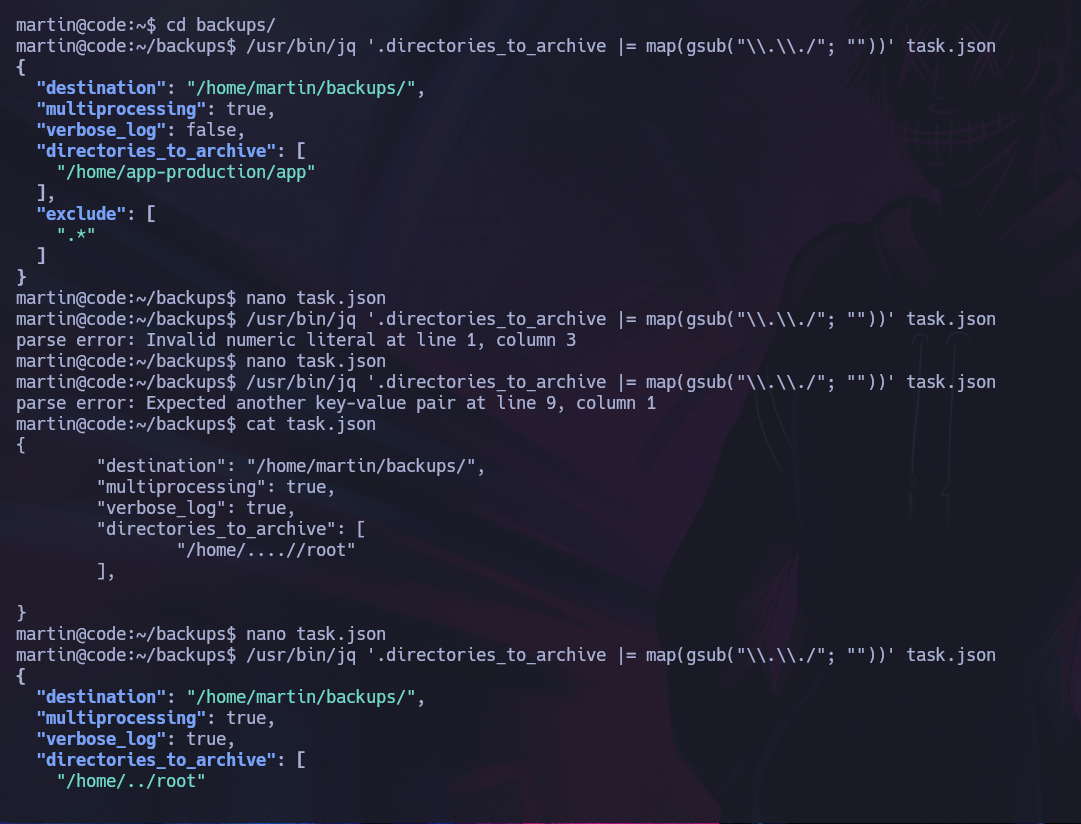 martin@code:~$ cd backups/
martin@code:~/backups$ /usr/bin/jq '.directories_to_archive |= map(gsub("\\.\\./"; ""))' task.json
{
  "destination": "/home/martin/backups/",
  "multiprocessing": true,
  "verbose_log": false,
  "directories_to_archive": [
    "/home/app-production/app"
  ],
  "exclude": [
    ".*"
  ]
}
martin@code:~/backups$ nano task.json
martin@code:~/backups$ /usr/bin/jq '.directories_to_archive |= map(gsub("\\.\\./"; ""))' task.json
parse error: Invalid numeric literal at line 1, column 3
martin@code:~/backups$ nano task.json
martin@code:~/backups$ /usr/bin/jq '.directories_to_archive |= map(gsub("\\.\\./"; ""))' task.json
parse error: Expected another key-value pair at line 9, column 1
martin@code:~/backups$ cat task.json
{
        "destination": "/home/martin/backups/",
        "multiprocessing": true,
        "verbose_log": true,
        "directories_to_archive": [
                "/home/....//root"
        ],

}
martin@code:~/backups$ nano task.json
martin@code:~/backups$ /usr/bin/jq '.directories_to_archive |= map(gsub("\\.\\./"; ""))' task.json
{
  "destination": "/home/martin/backups/",
  "multiprocessing": true,
  "verbose_log": true,
  "directories_to_archive": [
    "/home/../root"